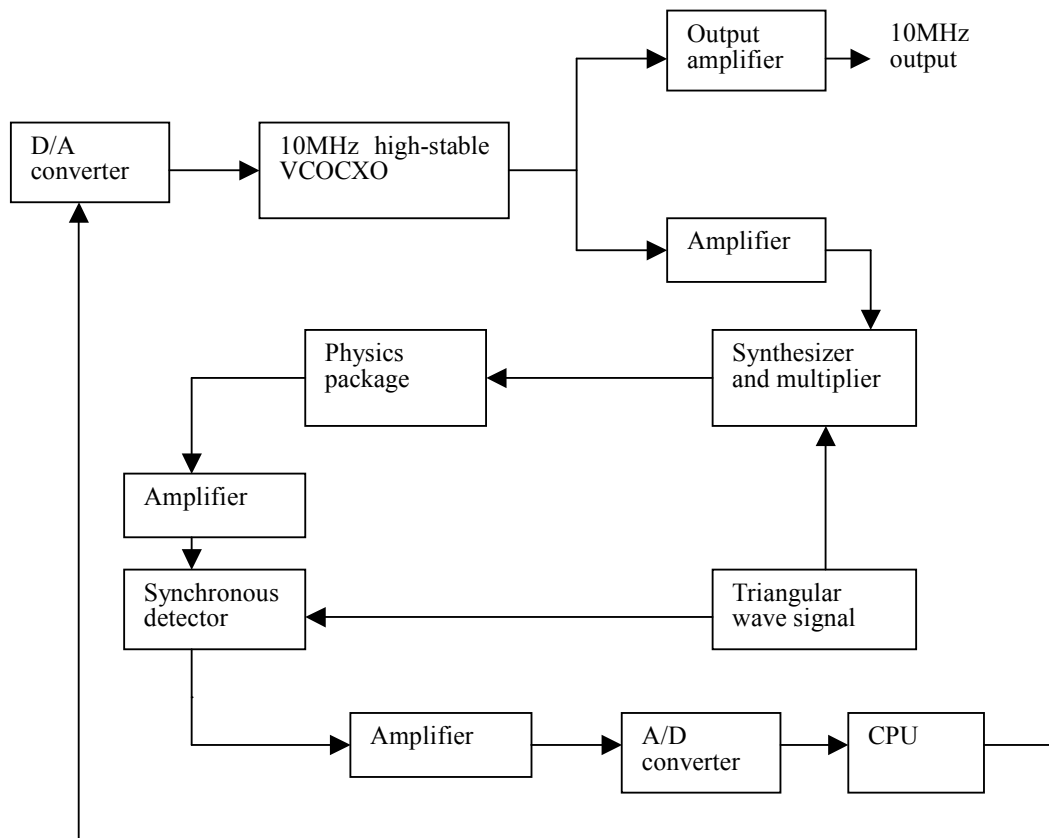 Output
amplifier
10MHz
output
D/A
converter
10MHz high-stable
VCOCXO
Amplifier
Physics
package
Synthesizer
and multiplier
Amplifier
Synchronous
detector
Triangular
wave signal
Amplifier
A/D
converter
CPU